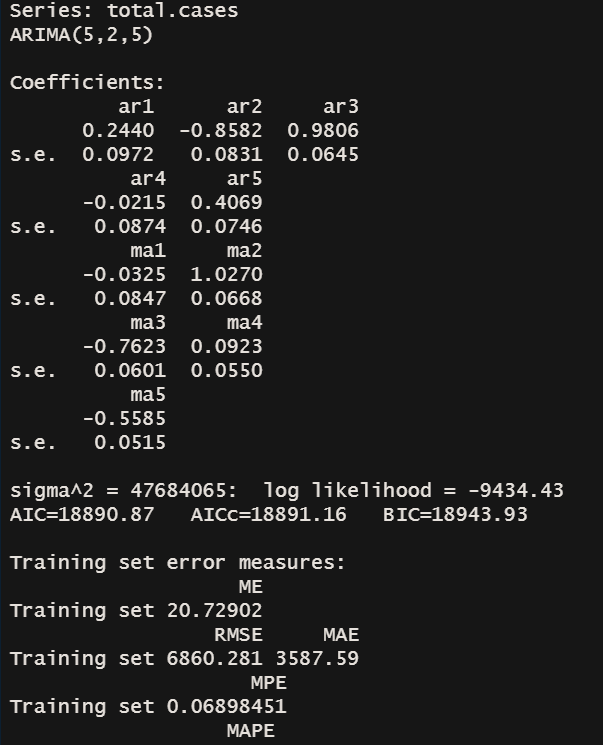 Series: total.cases
ARIMA(5,2,5)
Coefficients:
ar1 ar2 ar3
0.2440 -0.8582 0.9806
s.e. 0.0972 0.0831 0.0645
ar4 ar5
-0.0215 0.4069
s.e. 0.0874 0.0746
ma1 ma2
-0.0325 1.0270
s.e. 0.0847 0.0668
ma3 ma4
-0.7623 0.0923
s.e. 0.0601 0.0550
ma5
-0.5585
s.e. 0.0515
sigma^2 = 47684065: log likelihood = -9434.43
AIC=18890.87 AICc=18891.16 BIC=18943.93
Training set error measures:
ME
Training set 20.72902
RMSE MAE
Training set 6860.281 3587.59
MPE
Training set 0.06898451
MAPE